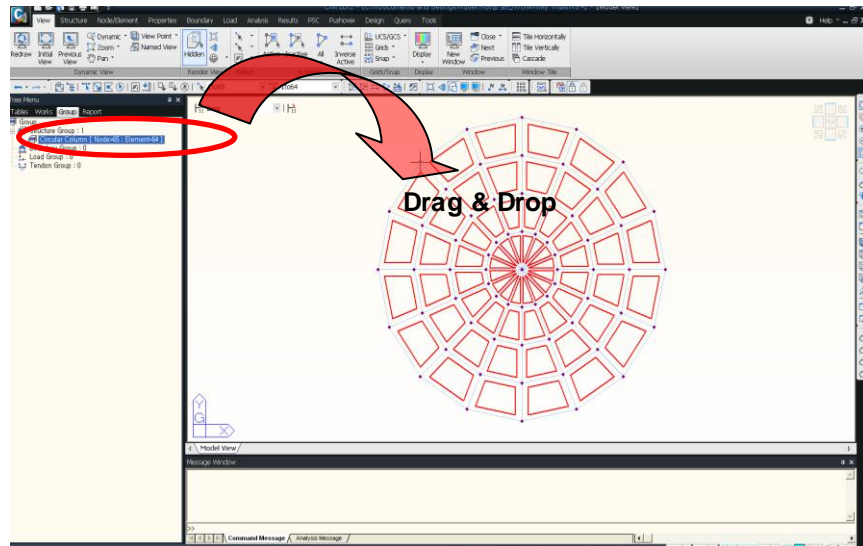 View Structure Node/Element Properties Boundary Load Analysis Results PSC Pushover Design Query Tools
Help
Redraw Initial View Previous View Dynamic View Point Zoom Named View Pan
Hidden
All Inverse Active
UCS/GCS Grids Snap
Display New Window Close Next Previous Tile Horizontally Tile Vertically Cascade
Dynamic View Render View Grids/Snap Display Window Window Tile
Tree Menu
Tables Works Group Report
Group
Structure Group : 1
Circular Column [ Node=65 : Element=64 ]
Load Group : 0
Tendon Group : 0
Drag & Drop
Y
G
X
Model View
Message Window
>>
Command Message Analysis Message